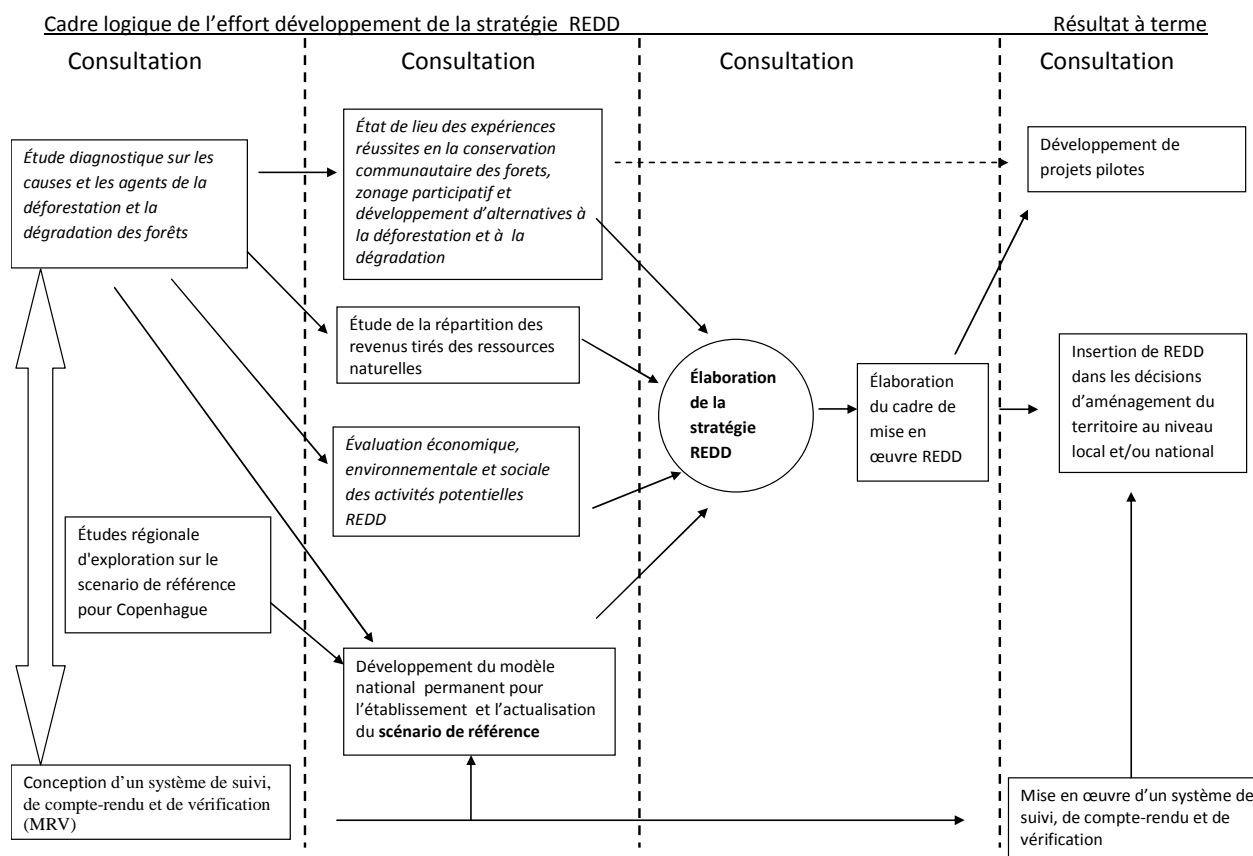 Cadre logique de l’effort développement de la stratégie REDD
Résultat à terme
Consultation
Consultation
Consultation
Consultation
Étude diagnostique sur les
causes et les agents de la
déforestation et la
dégradation des forêts
Études régionale
d'exploration sur le
scenario de référence
pour Copenhague
Conception d’un système de suivi,
de compte-rendu et de vérification
(MRV)
État de lieu des expériences
réussites en la conservation
communautaire des forets,
zonage participatif et
développement d’alternatives à
la déforestation et à la
dégradation
Étude de la répartition des
revenus tirés des ressources
naturelles
Évaluation économique,
environnementale et sociale
des activités potentielles
REDD
Développement du modèle
national permanent pour
l’établissement et l’actualisation
du scénario de référence
Élaboration
de la
stratégie
REDD
Élaboration
du cadre de
mise en
œuvre REDD
Développement de
projets pilotes
Insertion de REDD
dans les décisions
d’aménagement du
territoire au niveau
local et/ou national
Mise en œuvre d’un système de
suivi, de compte-rendu et de
vérification